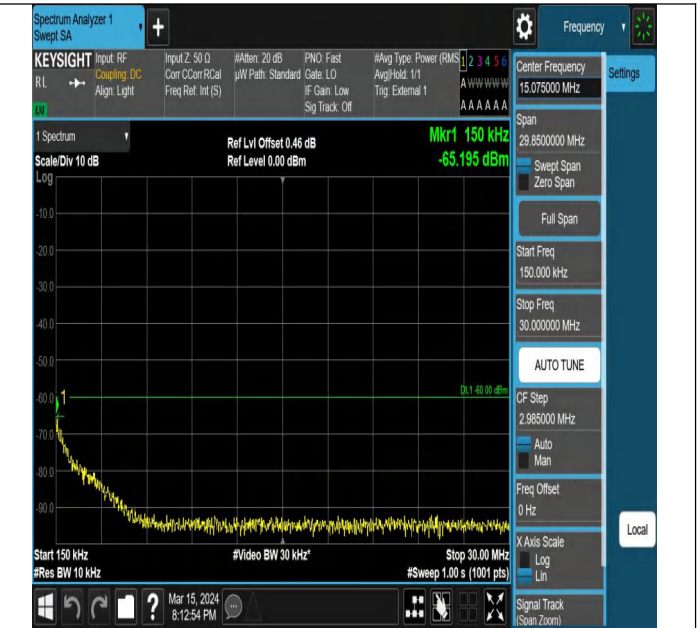 Spectrum Analyzer 1
Swept SA
+
Frequency
KEYSIGHT
RL
Input: RF
Coupling: DC
Align: Light
Input Z: 50 Ω
Corr CCorr RCal
Freq Ref: Int (S)
#Atten: 20 dB
µW Path: Standard
PNO: Fast
Gate: LO
IF Gain: Low
Sig Track: Off
#Avg Type: Power (RMS
Avg|Hold: 1/1
Trig: External 1
1 2 3 4 5 6
A W W W W W
A A A A A A
1 Spectrum
Scale/Div 10 dB
Log
Ref Lvl Offset 0.46 dB
Ref Level 0.00 dBm
Mkr1 150 kHz
-65.195 dBm
-10.0
-20.0
-30.0
-40.0
-50.0
-60.0
-70.0
-80.0
-90.0
1
DL1 -60.00 dBm
Start 150 kHz
#Res BW 10 kHz
#Video BW 30 kHz*
Stop 30.00 MHz
#Sweep 1.00 s (1001 pts)
Mar 15, 2024
8:12:54 PM
Center Frequency
15.075000 MHz
Settings
Span
29.8500000 MHz
Swept Span
Zero Span
Full Span
Start Freq
150.000 kHz
Stop Freq
30.000000 MHz
AUTO TUNE
CF Step
2.985000 MHz
Auto
Man
Freq Offset
0 Hz
X Axis Scale
Log
Lin
Local
Signal Track
(Span Zoom)